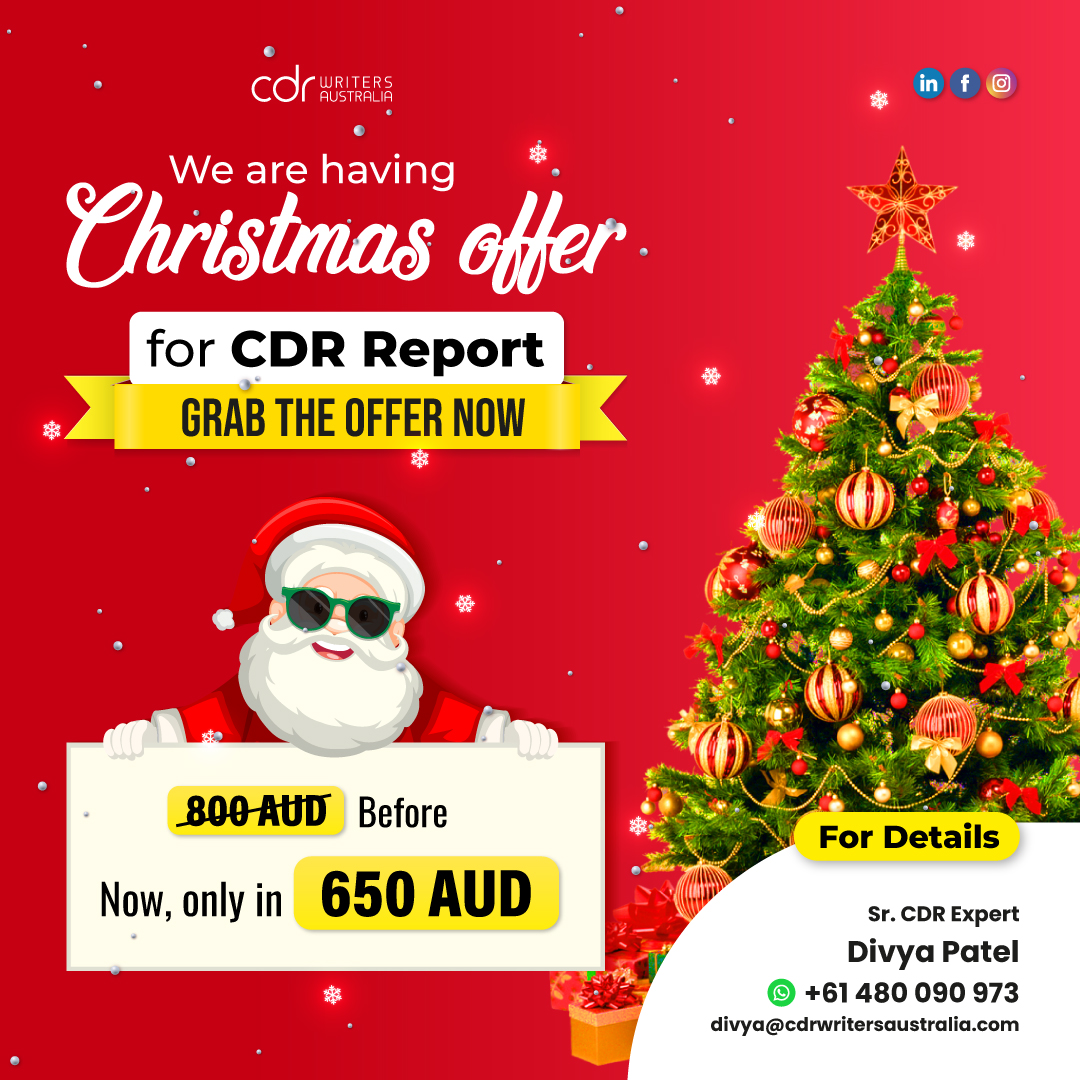 cdr WRITERS
AUSTRALIA
in f
We are having
Christmas offer
for CDR Report
GRAB THE OFFER NOW
800 AUD Before
Now, only in 650 AUD
For Details
Sr. CDR Expert
Divya Patel
+61 480 090 973
divya@cdrwritersaustralia.com